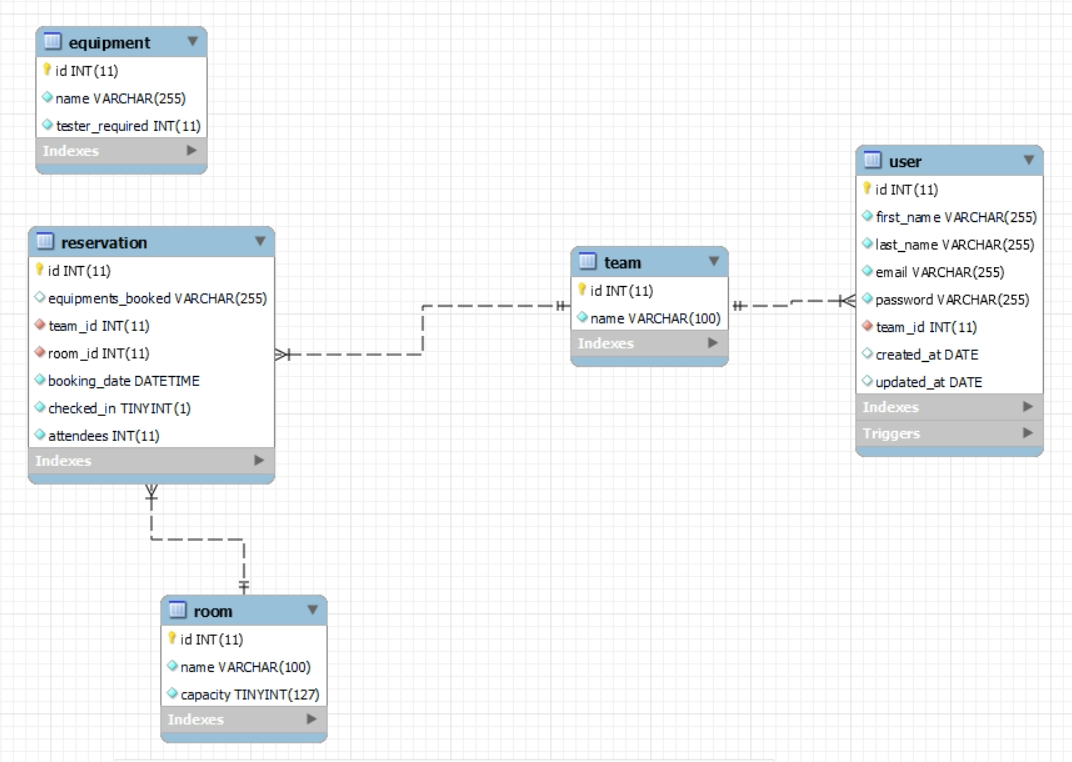 equipment
id INT(11)
name VARCHAR(255)
tester_required INT(11)
Indexes
reservation
id INT(11)
equipments_booked VARCHAR(255)
team_id INT(11)
room_id INT(11)
booking_date DATETIME
checked_in TINYINT(1)
attendees INT(11)
Indexes
team
id INT(11)
name VARCHAR(100)
Indexes
user
id INT(11)
first_name VARCHAR(255)
last_name VARCHAR(255)
email VARCHAR(255)
password VARCHAR(255)
team_id INT(11)
created_at DATE
updated_at DATE
Indexes
Triggers
room
id INT(11)
name VARCHAR(100)
capacity TINYINT(127)
Indexes